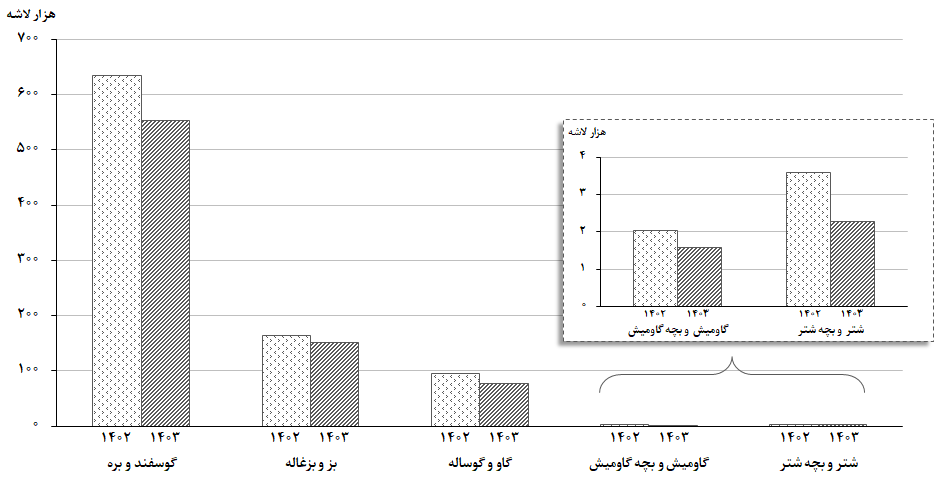 هزار لاشه
۷۰۰
۶۰۰
۵۰۰
۴۰۰
۳۰۰
۲۰۰
۱۰۰
۰
۱۴۰۲ ۱۴۰۳
گوسفند و بره
۱۴۰۲ ۱۴۰۳
بز و بزغاله
۱۴۰۲ ۱۴۰۳
گاو و گوساله
۱۴۰۲ ۱۴۰۳
گاومیش و بچه گاومیش
۱۴۰۲ ۱۴۰۳
شتر و بچه شتر
هزار لاشه
۴
۳
۲
۱
۰
۱۴۰۲ ۱۴۰۳
گاومیش و بچه گاومیش
۱۴۰۲ ۱۴۰۳
شتر و بچه شتر